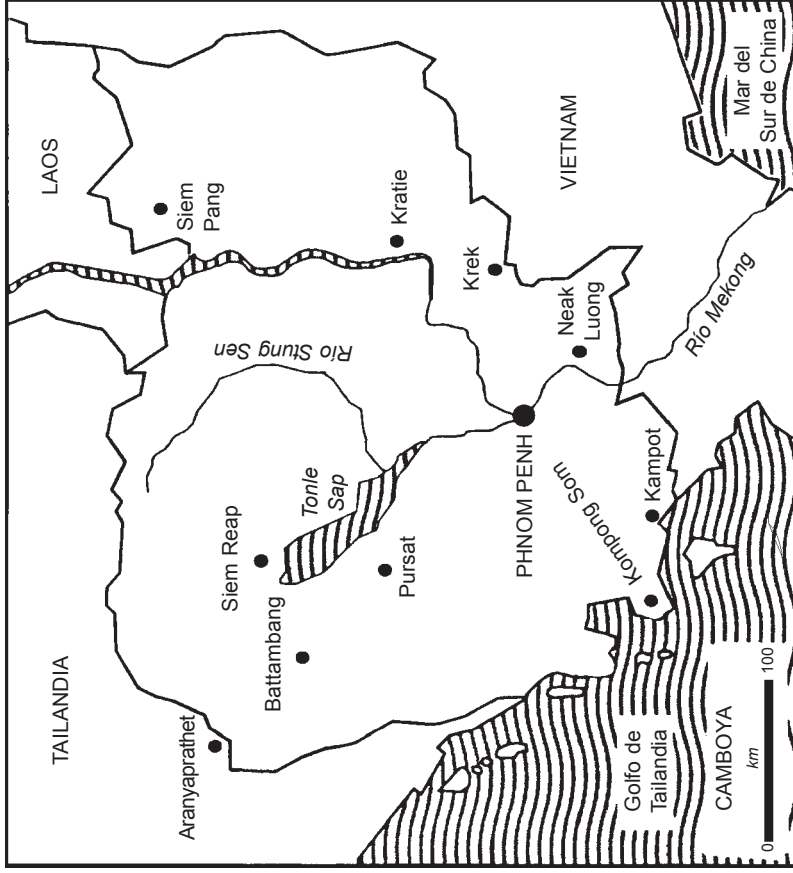 LAOS
TAILANDIA
Siem
Pang
Aranyaprathet
Siem Reap
Río Stung Sen
Battambang
Tonle
Sap
Kratie
Pursat
Krek
VIETNAM
PHNOM PENH
Neak
Luong
Kompong Som
Kampot
Río Mekong
Golfo de
Tailandia
Mar del
Sur de China
CAMBOYA
km
0
100